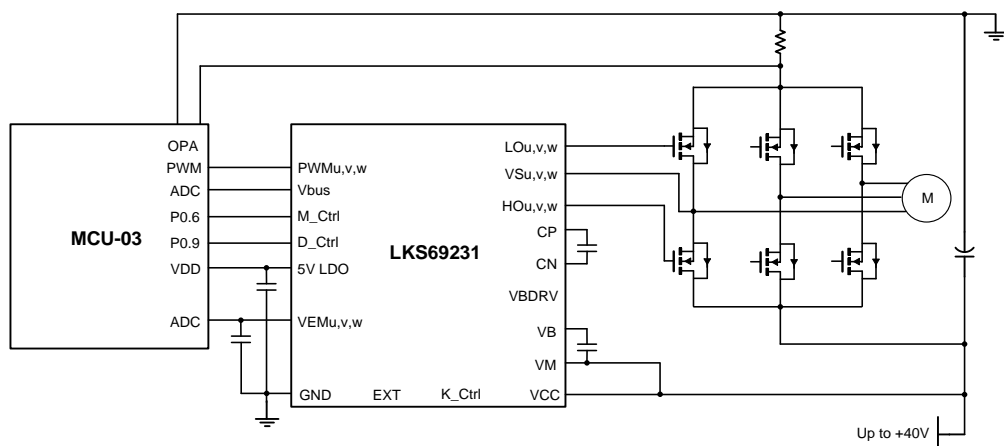 OPA
PWM
ADC
P0.6
MCU-03
P0.9
VDD
ADC
PWMu,v,w
Vbus
M_Ctrl
D_Ctrl
5V LDO
VEMu,v,w
GND
EXT
K_Ctrl
LKS69231
LOu,v,w
VSu,v,w
HOu,v,w
CP
CN
VBDRV
VB
VM
VCC
M
Up to +40V